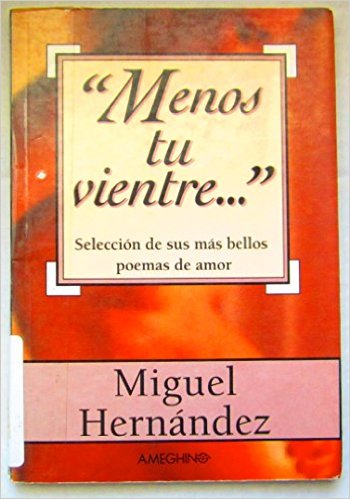 “Menos
tu
vientre...”
Selección de sus más bellos
poemas de amor
Miguel
Hernández
AMEGHINO